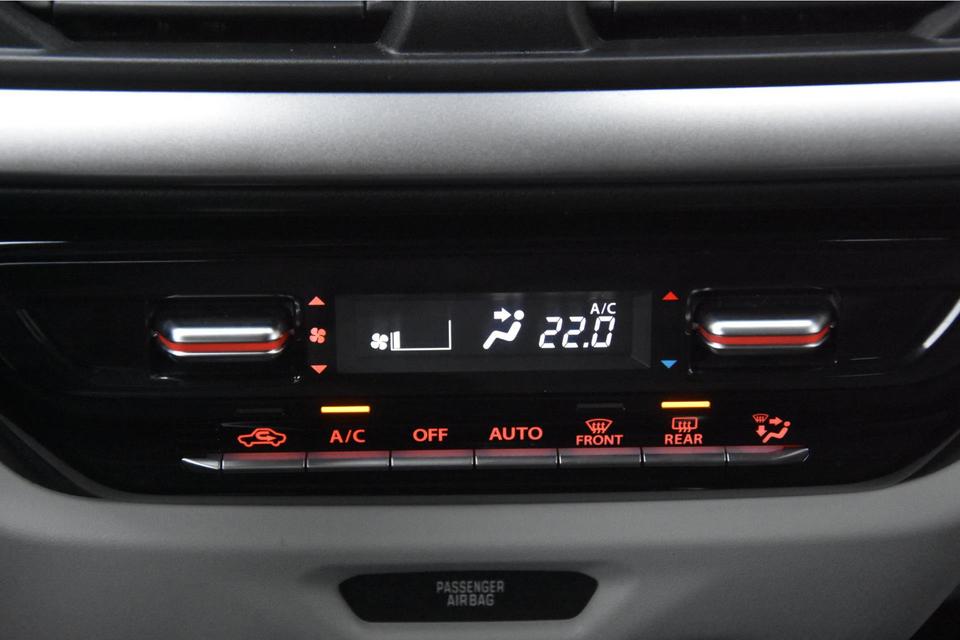 A/C
22.0
A/C OFF AUTO FRONT REAR
PASSENGER
AIRBAG